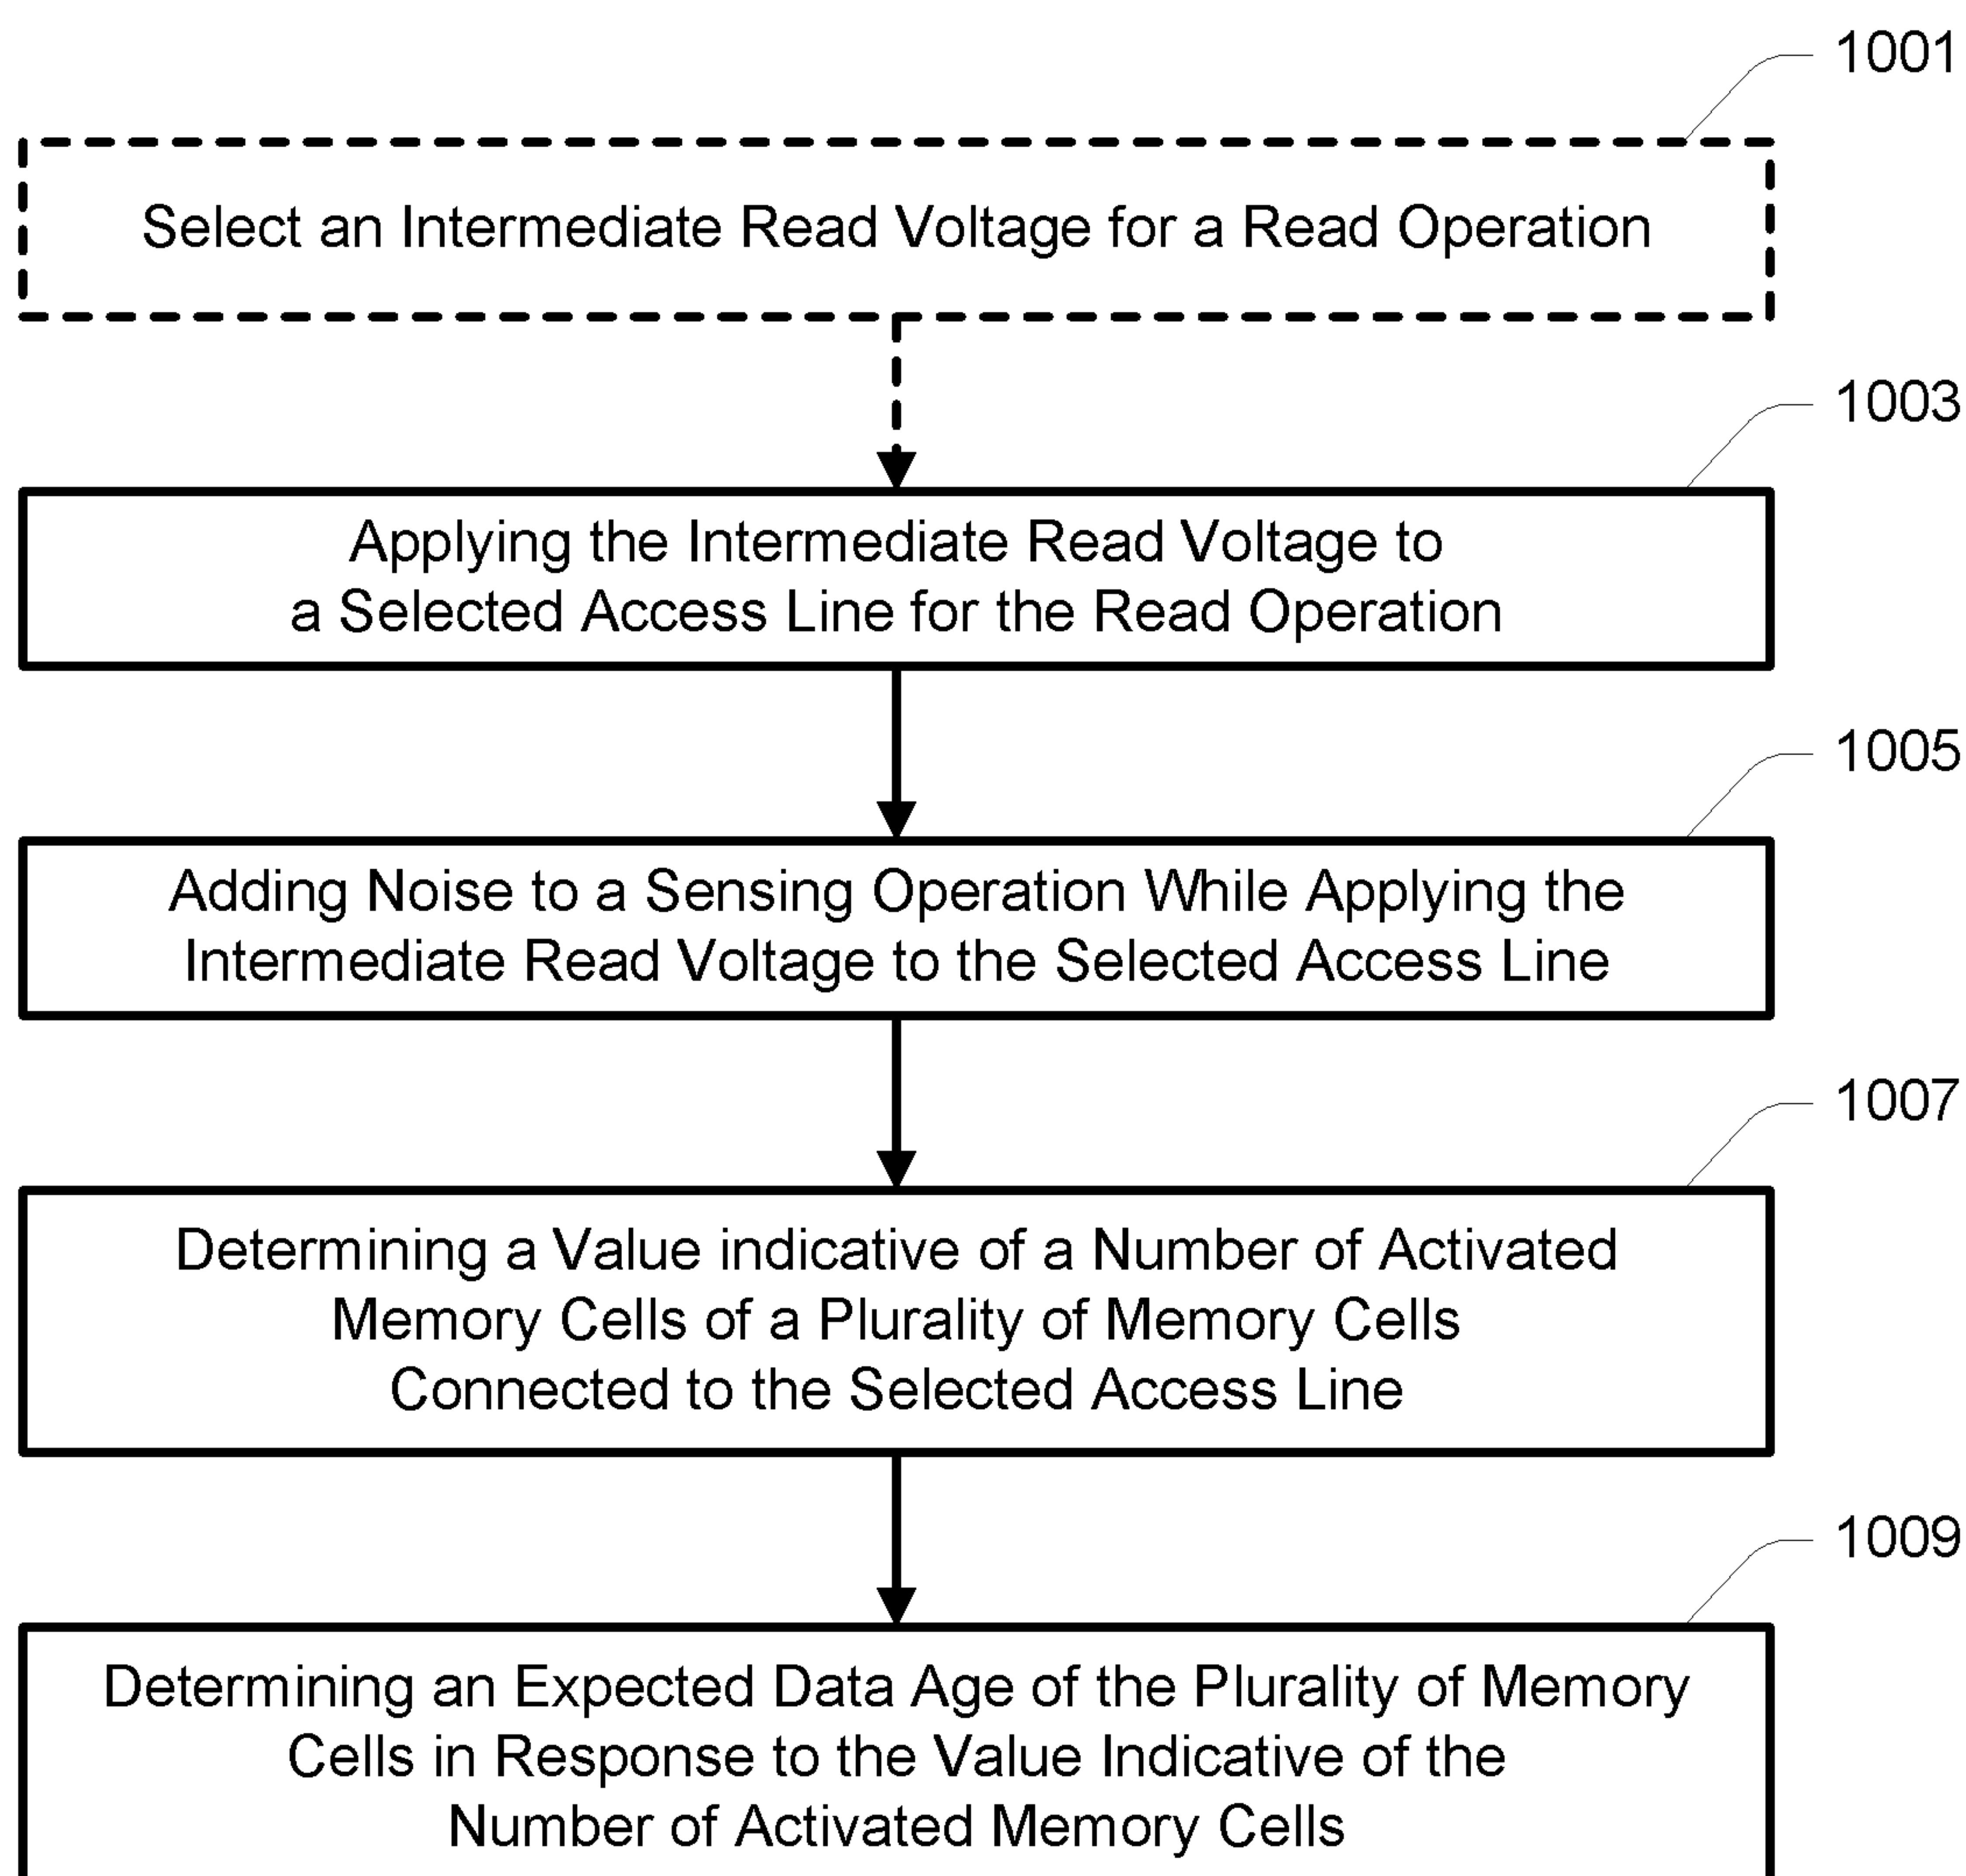 1001
Select an Intermediate Read Voltage for a Read Operation
1003
Applying the Intermediate Read Voltage to
a Selected Access Line for the Read Operation
1005
Adding Noise to a Sensing Operation While Applying the
Intermediate Read Voltage to the Selected Access Line
1007
Determining a Value indicative of a Number of Activated
Memory Cells of a Plurality of Memory Cells
Connected to the Selected Access Line
1009
Determining an Expected Data Age of the Plurality of Memory
Cells in Response to the Value Indicative of the
Number of Activated Memory Cells